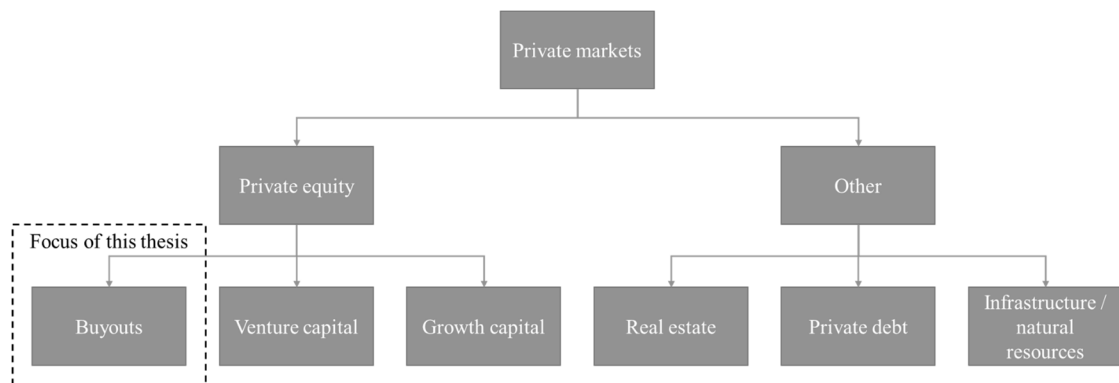 Private markets
Private equity
Other
Focus of this thesis
Buyouts
Venture capital
Growth capital
Real estate
Private debt
Infrastructure /
natural
resources